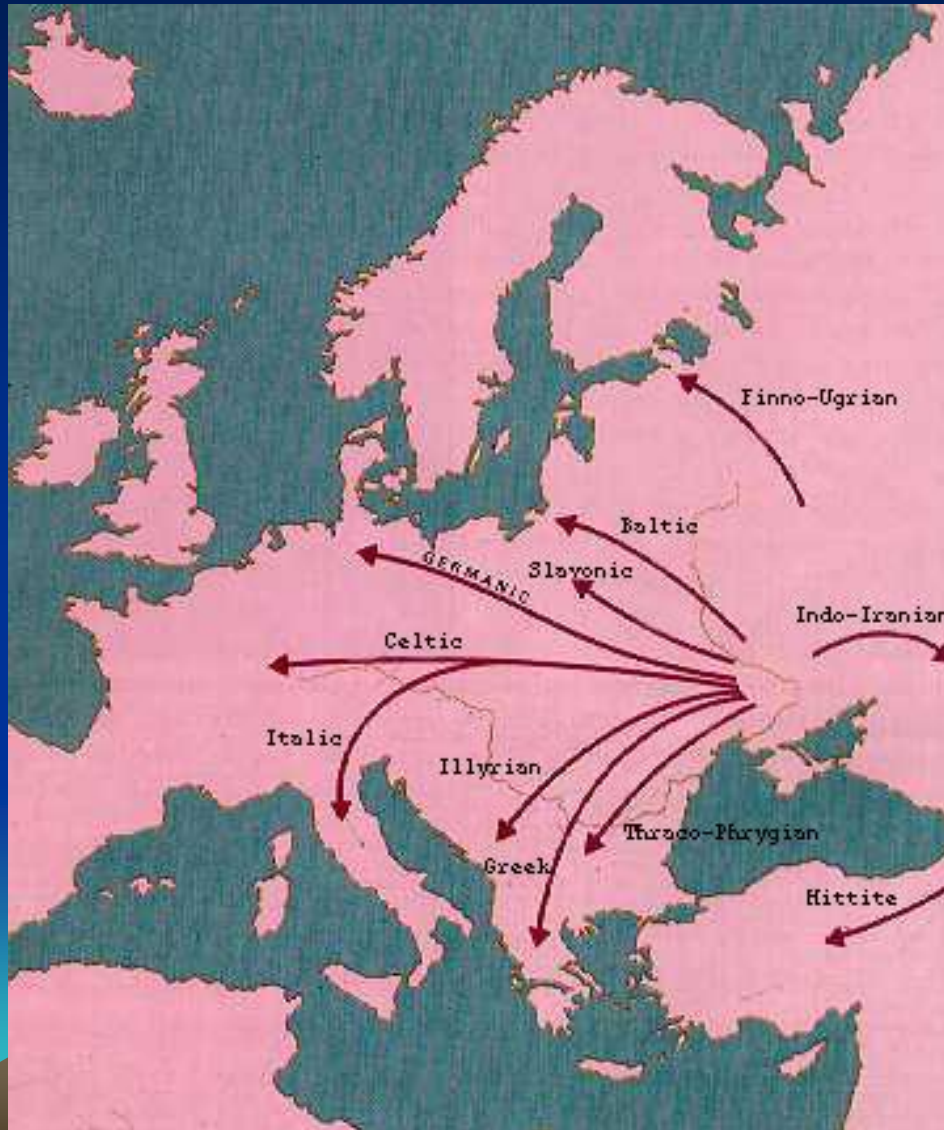 Finno-Ugrian
Baltic
GERMANIC
Slavonic
Indo-Iranian
Celtic
Italic
Illyrian
Thraco-Phrygian
Greek
Hittite